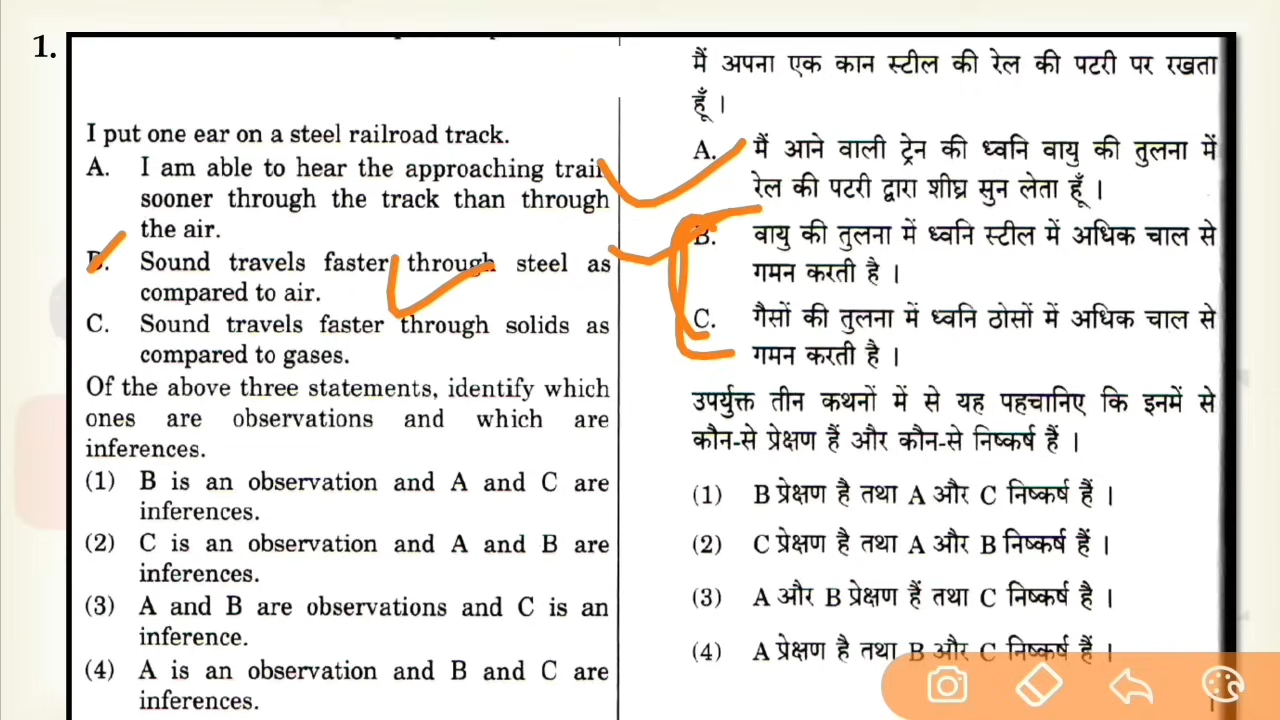 1.
I put one ear on a steel railroad track.
A. I am able to hear the approaching train
sooner through the track than through
the air.
B. Sound travels faster through steel as
compared to air.
C. Sound travels faster through solids as
compared to gases.
Of the above three statements, identify which
ones are observations and which are
inferences.
(1) B is an observation and A and C are
inferences.
(2) C is an observation and A and B are
inferences.
(3) A and B are observations and C is an
inference.
(4) A is an observation and B and C are
inferences.
मैं अपना एक कान स्टील की रेल की पटरी पर रखता
हूँ ।
A. मैं आने वाली ट्रेन की ध्वनि वायु की तुलना में
रेल की पटरी द्वारा शीघ्र सुन लेता हूँ ।
B. वायु की तुलना में ध्वनि स्टील में अधिक चाल से
गमन करती है ।
C. गैसों की तुलना में ध्वनि ठोसों में अधिक चाल से
गमन करती है ।
उपर्युक्त तीन कथनों में से यह पहचानिए कि इनमें से
कौन-से प्रेक्षण हैं और कौन-से निष्कर्ष हैं ।
(1) B प्रेक्षण है तथा A और C निष्कर्ष हैं ।
(2) C प्रेक्षण है तथा A और B निष्कर्ष हैं ।
(3) A और B प्रेक्षण हैं तथा C निष्कर्ष है ।
(4) A प्रेक्षण है तथा B और C निष्कर्ष हैं ।